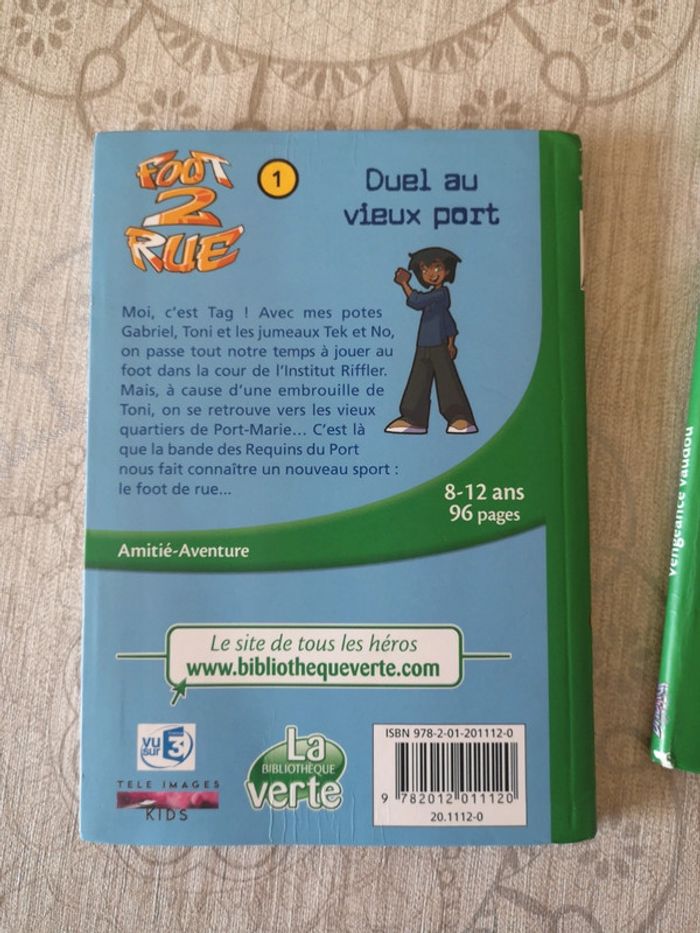 FOOT
2
RUE
1
Duel au
vieux port
Moi, c'est Tag ! Avec mes potes
Gabriel, Toni et les jumeaux Tek et No,
on passe tout notre temps à jouer au
foot dans la cour de l'Institut Riffler.
Mais, à cause d'une embrouille de
Toni, on se retrouve vers les vieux
quartiers de Port-Marie... C'est là
que la bande des Requins du Port
nous fait connaître un nouveau sport :
le foot de rue...
8-12 ans
96 pages
Amitié-Aventure
Le site de tous les héros
www.bibliothequeverte.com
vu
sur
3
TELE IMAGES
KIDS
La
BIBLIOTHÈQUE
verte
ISBN 978-2-01-201112-0
9 782012 011120
20.1112-0
Vengeance vaudou